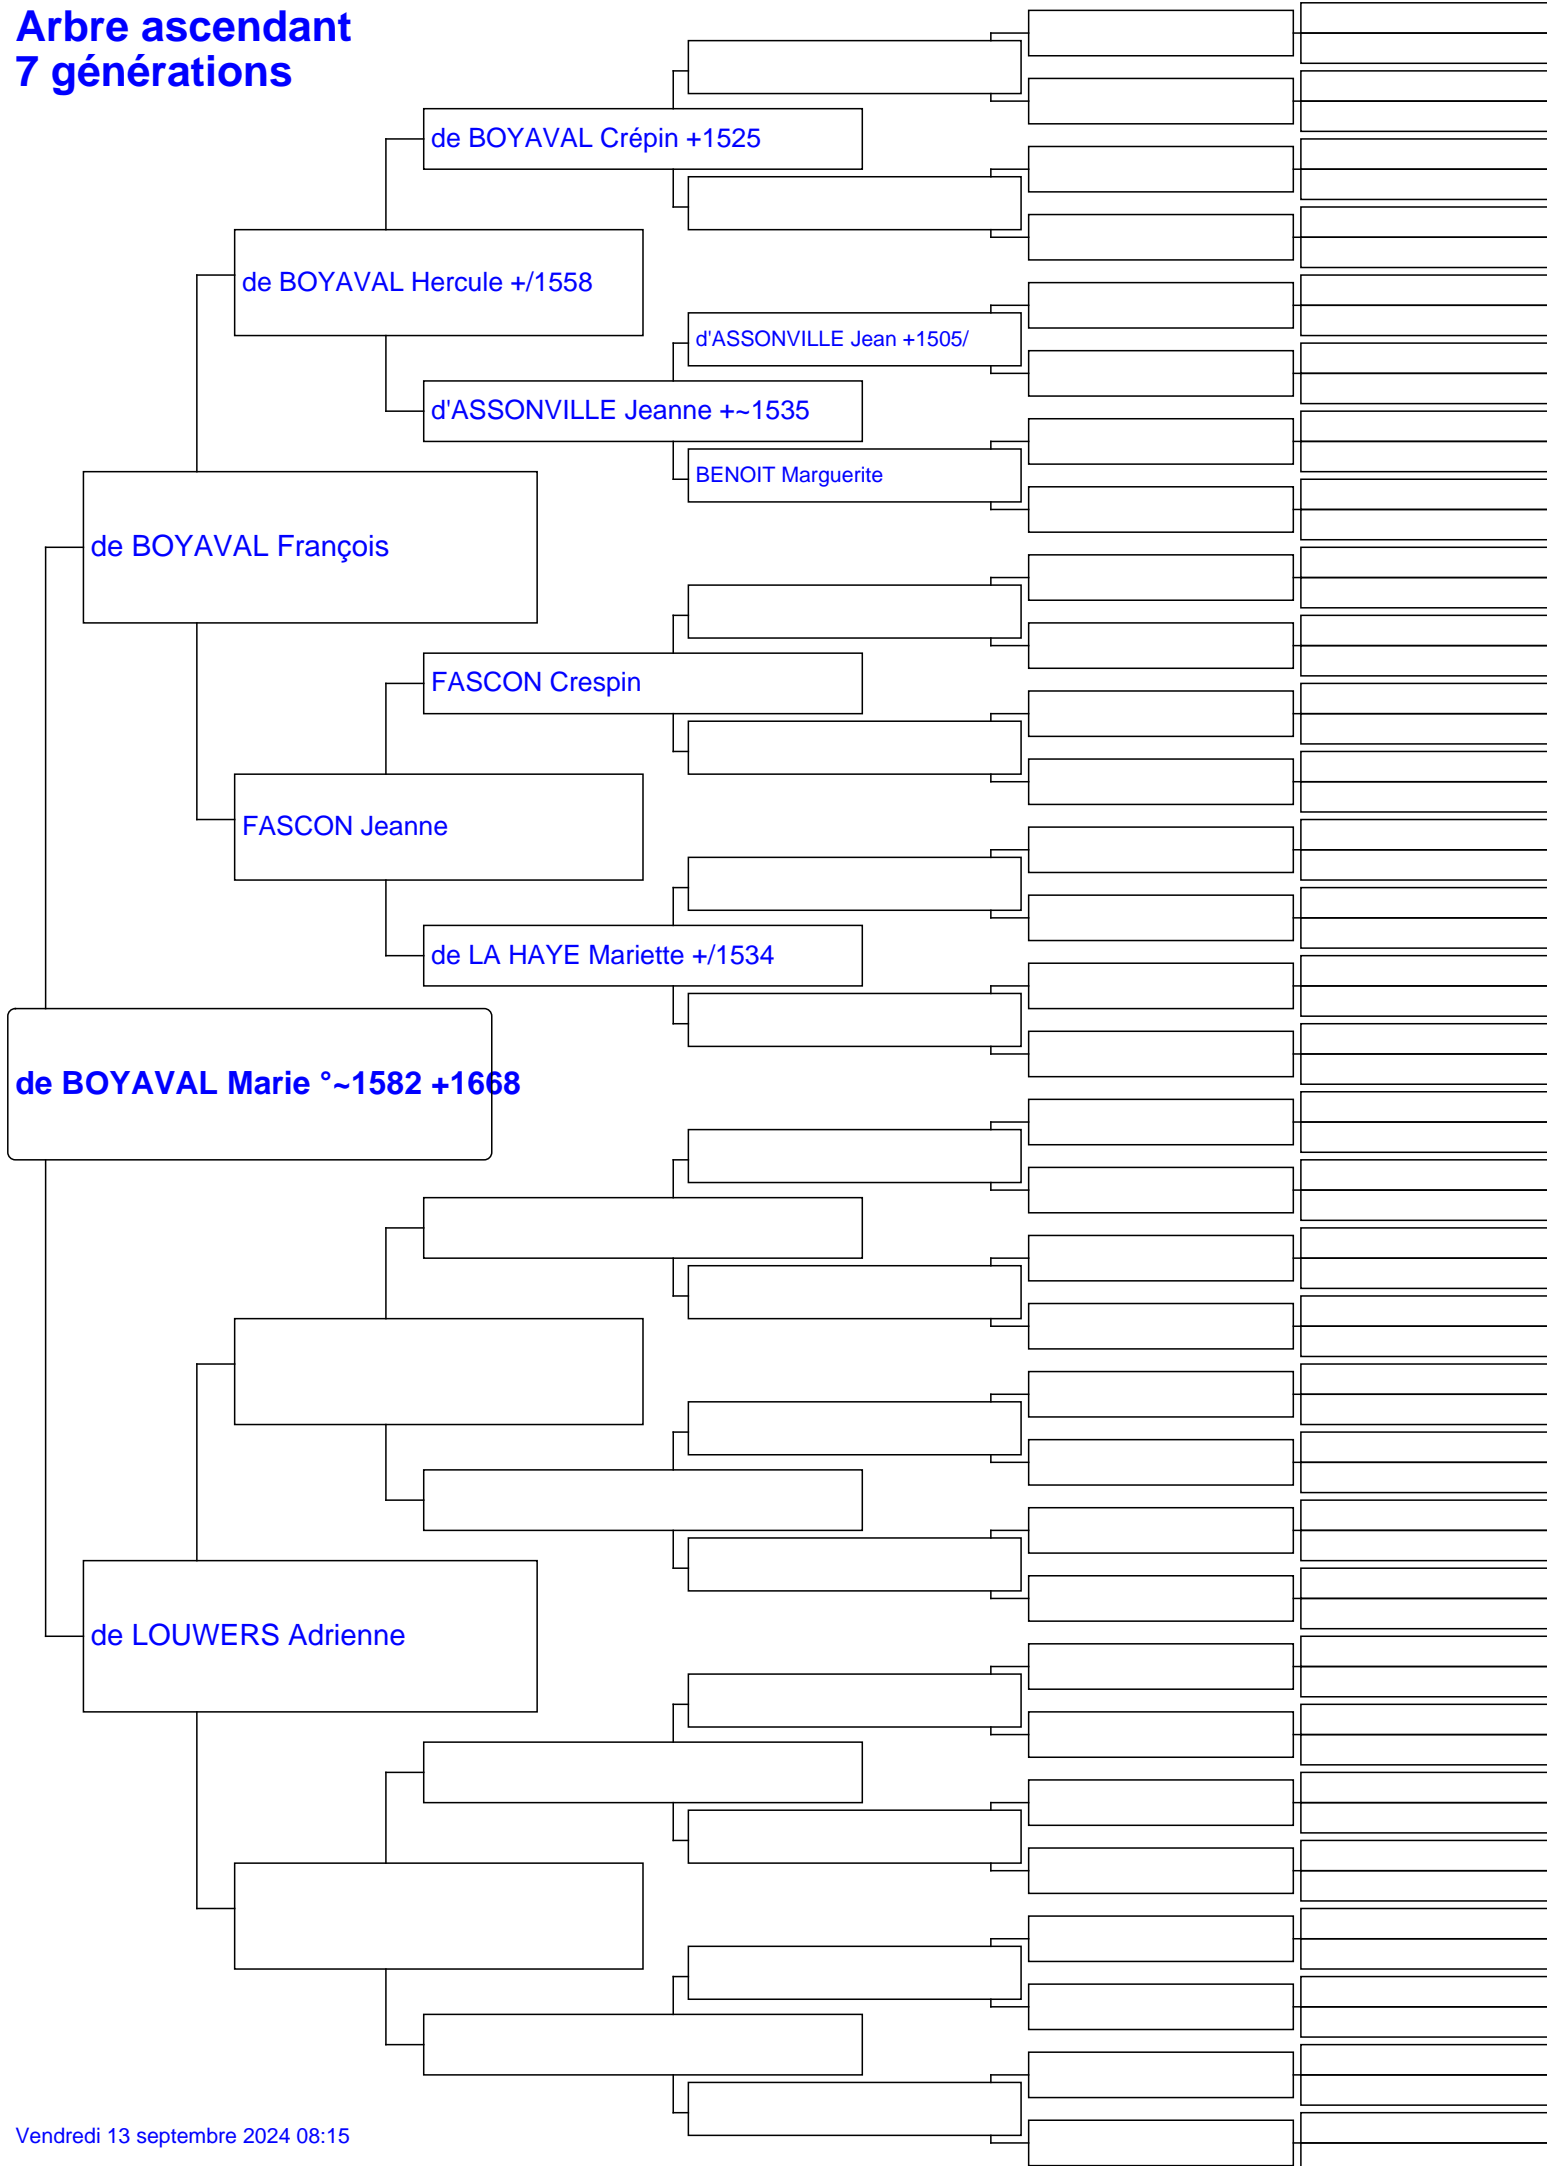 Arbre ascendant
7 générations
de BOYAVAL Crépin +1525
de BOYAVAL Hercule +/1558
d'ASSONVILLE Jean +1505/
d'ASSONVILLE Jeanne +~1535
BENOIT Marguerite
de BOYAVAL François
FASCON Crespin
FASCON Jeanne
de LA HAYE Mariette +/1534
de BOYAVAL Marie °~1582 +1668
de LOUWERS Adrienne
Vendredi 13 septembre 2024 08:15